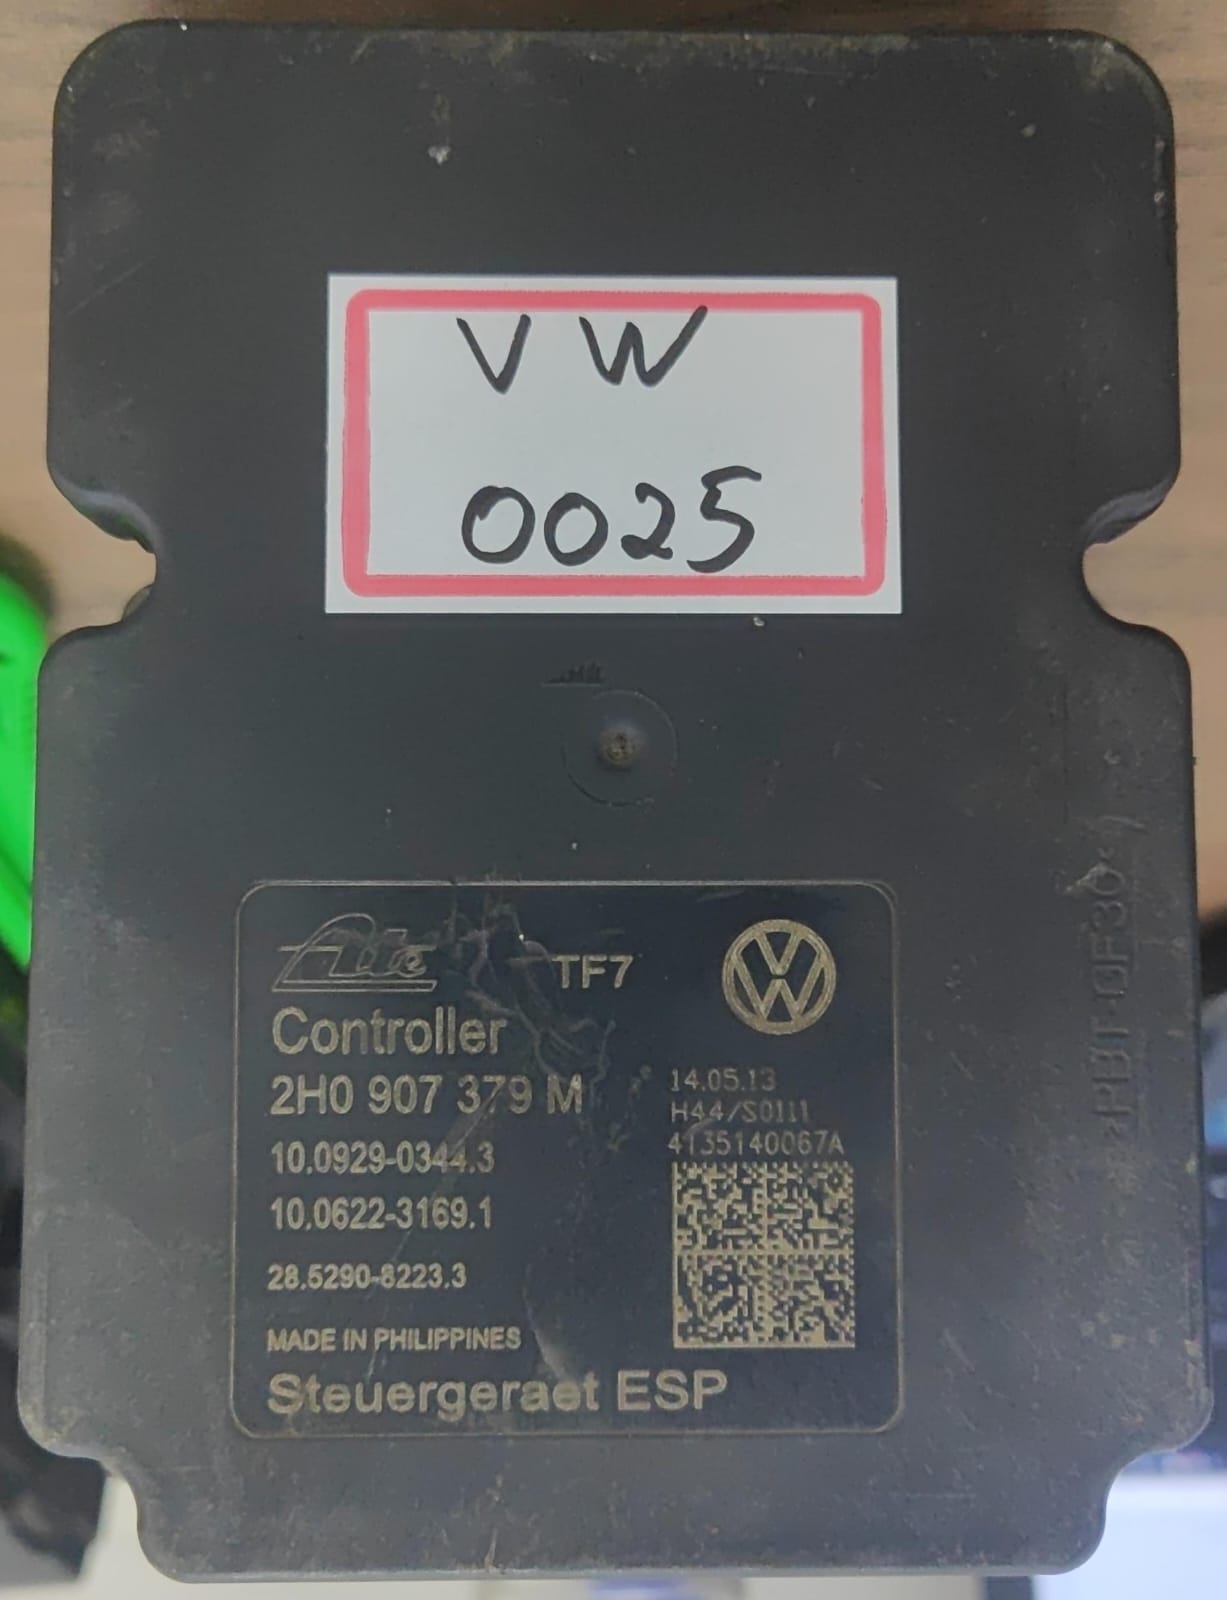 VW
0025
Ate TF7
Controller
2H0 907 379 M
14.05.13
H44/S0111
4135140067A
10.0929-0344.3
10.0622-3169.1
28.5290-8223.3
MADE IN PHILIPPINES
Steuergeraet ESP